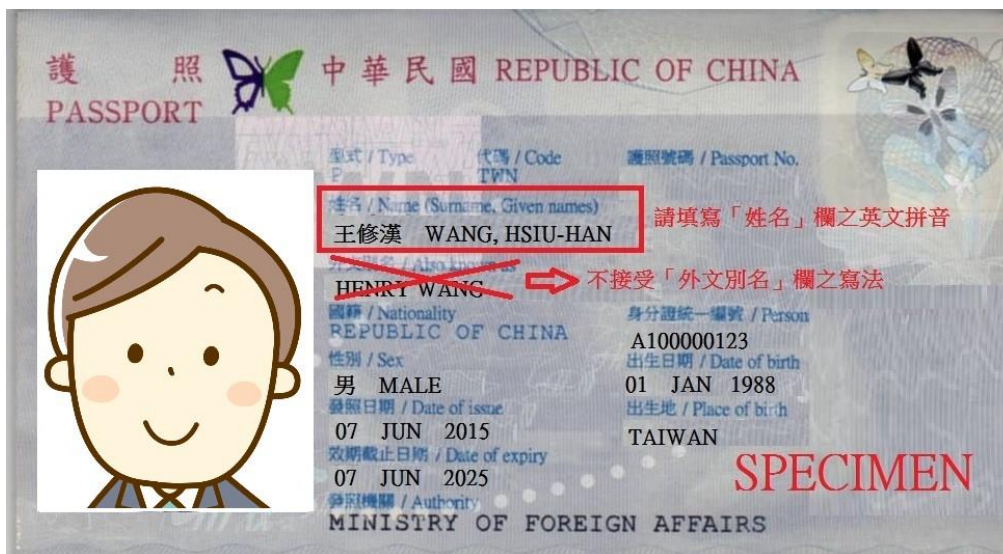 護 照 中華民國 REPUBLIC OF CHINA
PASSPORT
型式 / Type 代碼 / Code 護照號碼 / Passport No.
P TWN
姓名 / Name (Surname, Given names)
王修漢 WANG, HSIU-HAN
請填寫「姓名」欄之英文拼音
外文別名 / Also known as
HENRY WANG
不接受「外文別名」欄之寫法
國籍 / Nationality 身分證統一編號 / Person
REPUBLIC OF CHINA A100000123
性別 / Sex 出生日期 / Date of birth
男 MALE 01 JAN 1988
發照日期 / Date of issue 出生地 / Place of birth
07 JUN 2015 TAIWAN
效期截止日期 / Date of expiry
07 JUN 2025
SPECIMEN
發照機關 / Authority
MINISTRY OF FOREIGN AFFAIRS